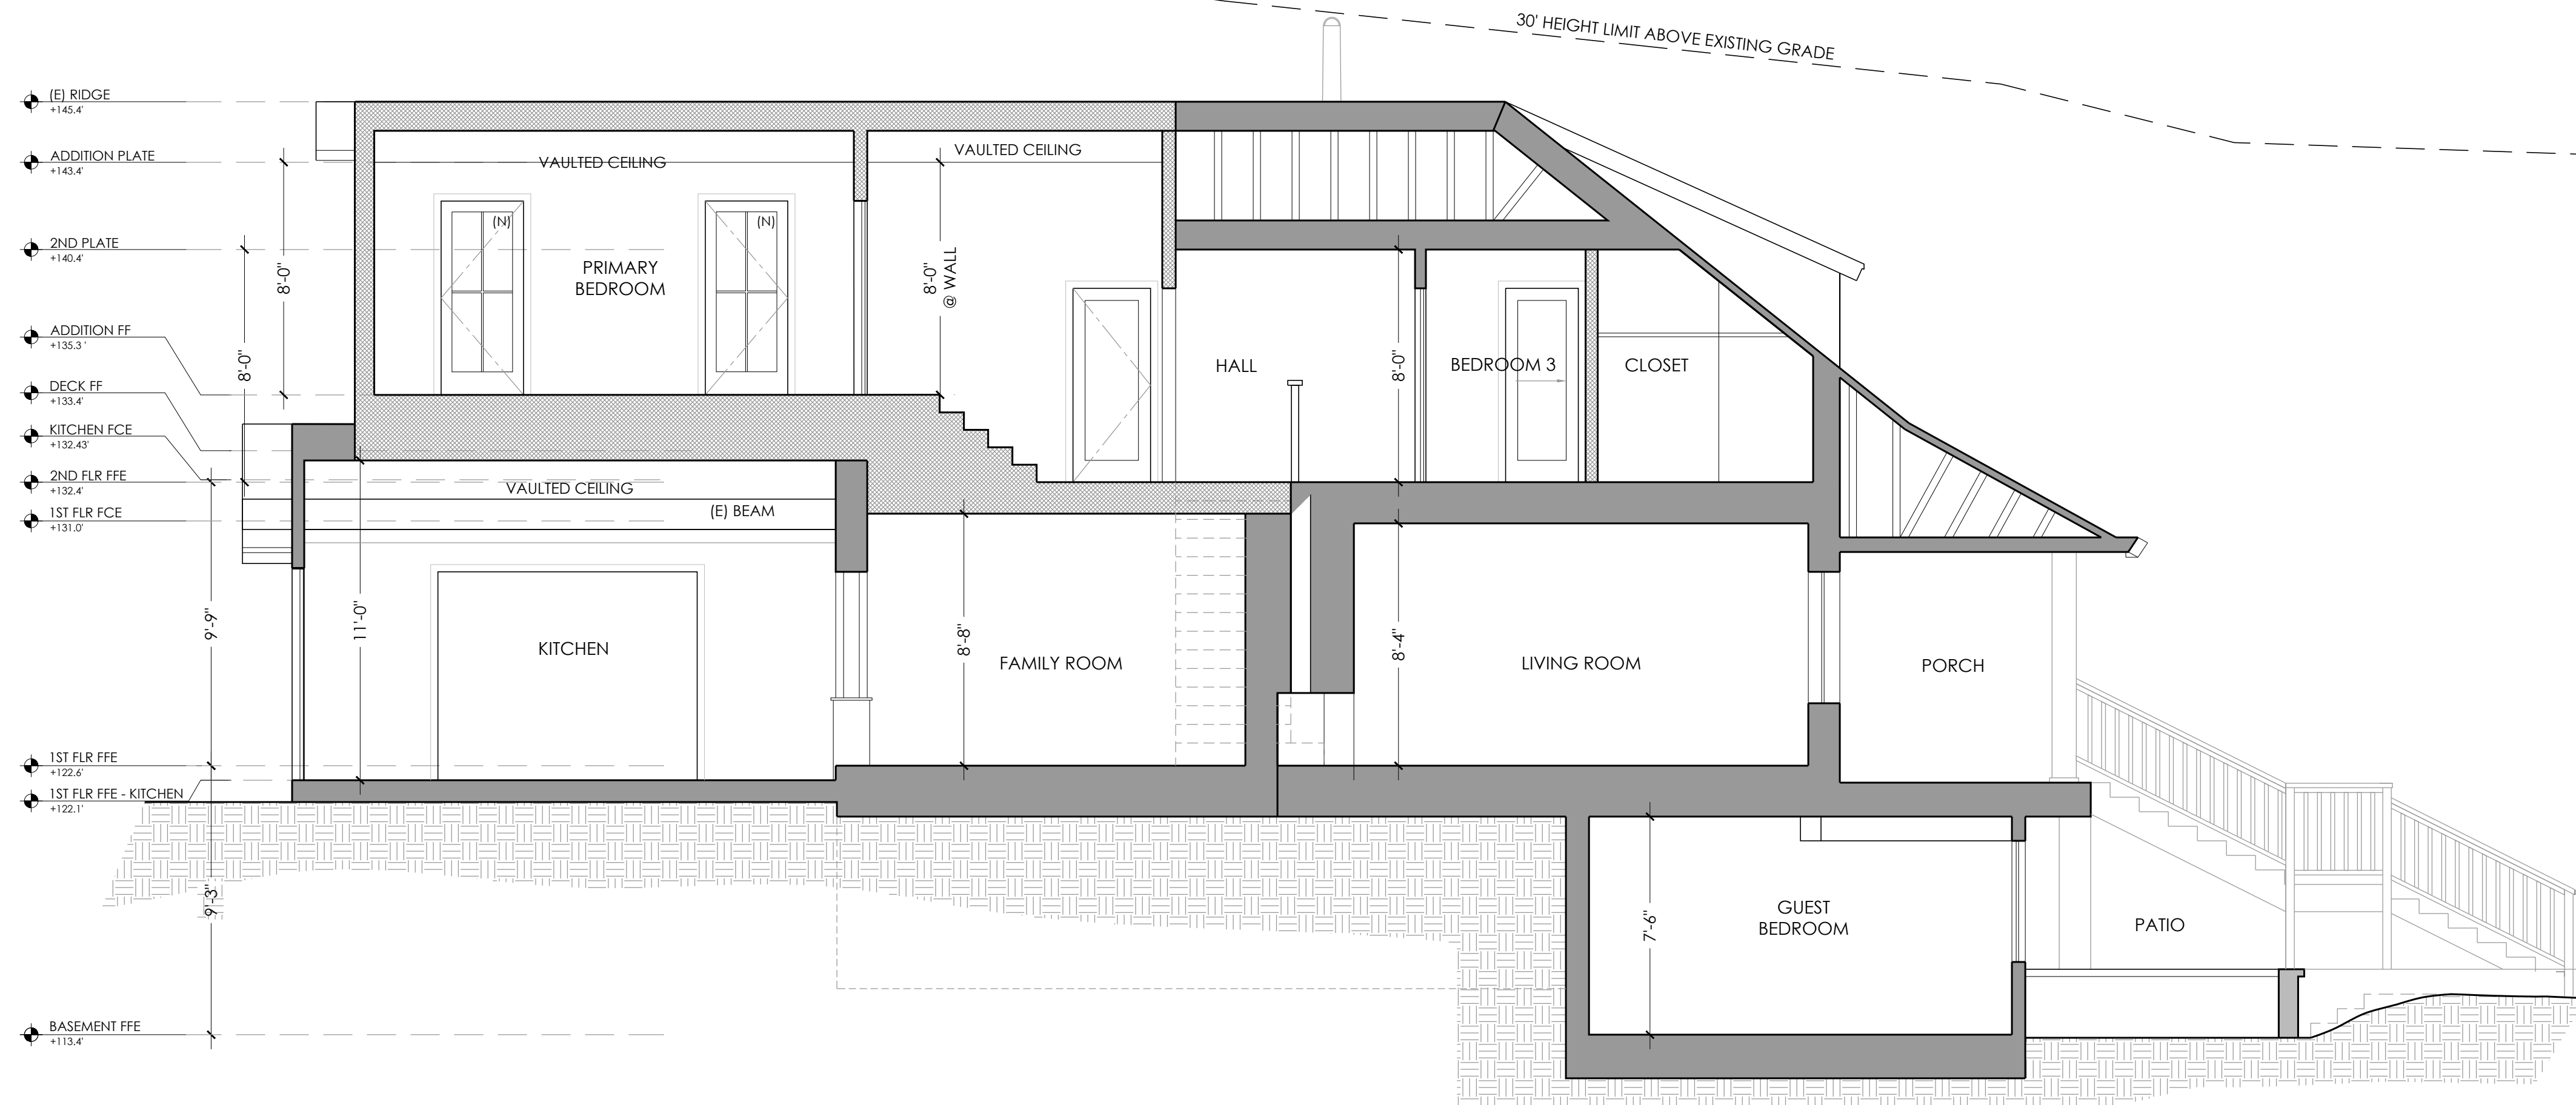 30' HEIGHT LIMIT ABOVE EXISTING GRADE
(E) RIDGE
+145.4'
ADDITION PLATE
+143.4'
2ND PLATE
+140.4'
ADDITION FF
+135.3 '
DECK FF
+133.4'
KITCHEN FCE
+132.43'
2ND FLR FFE
+132.4'
1ST FLR FCE
+131.0'
1ST FLR FFE
+122.6'
1ST FLR FFE - KITCHEN
+122.1'
BASEMENT FFE
+113.4'
8'-0"
8'-0"
9'-9"
9'-3"
VAULTED CEILING
(N)
(N)
PRIMARY
BEDROOM
VAULTED CEILING
8'-0"
@ WALL
HALL
8'-0"
BEDROOM 3
CLOSET
VAULTED CEILING
(E) BEAM
11'-0"
KITCHEN
8'-8"
FAMILY ROOM
8'-4"
LIVING ROOM
PORCH
7'-6"
GUEST
BEDROOM
PATIO